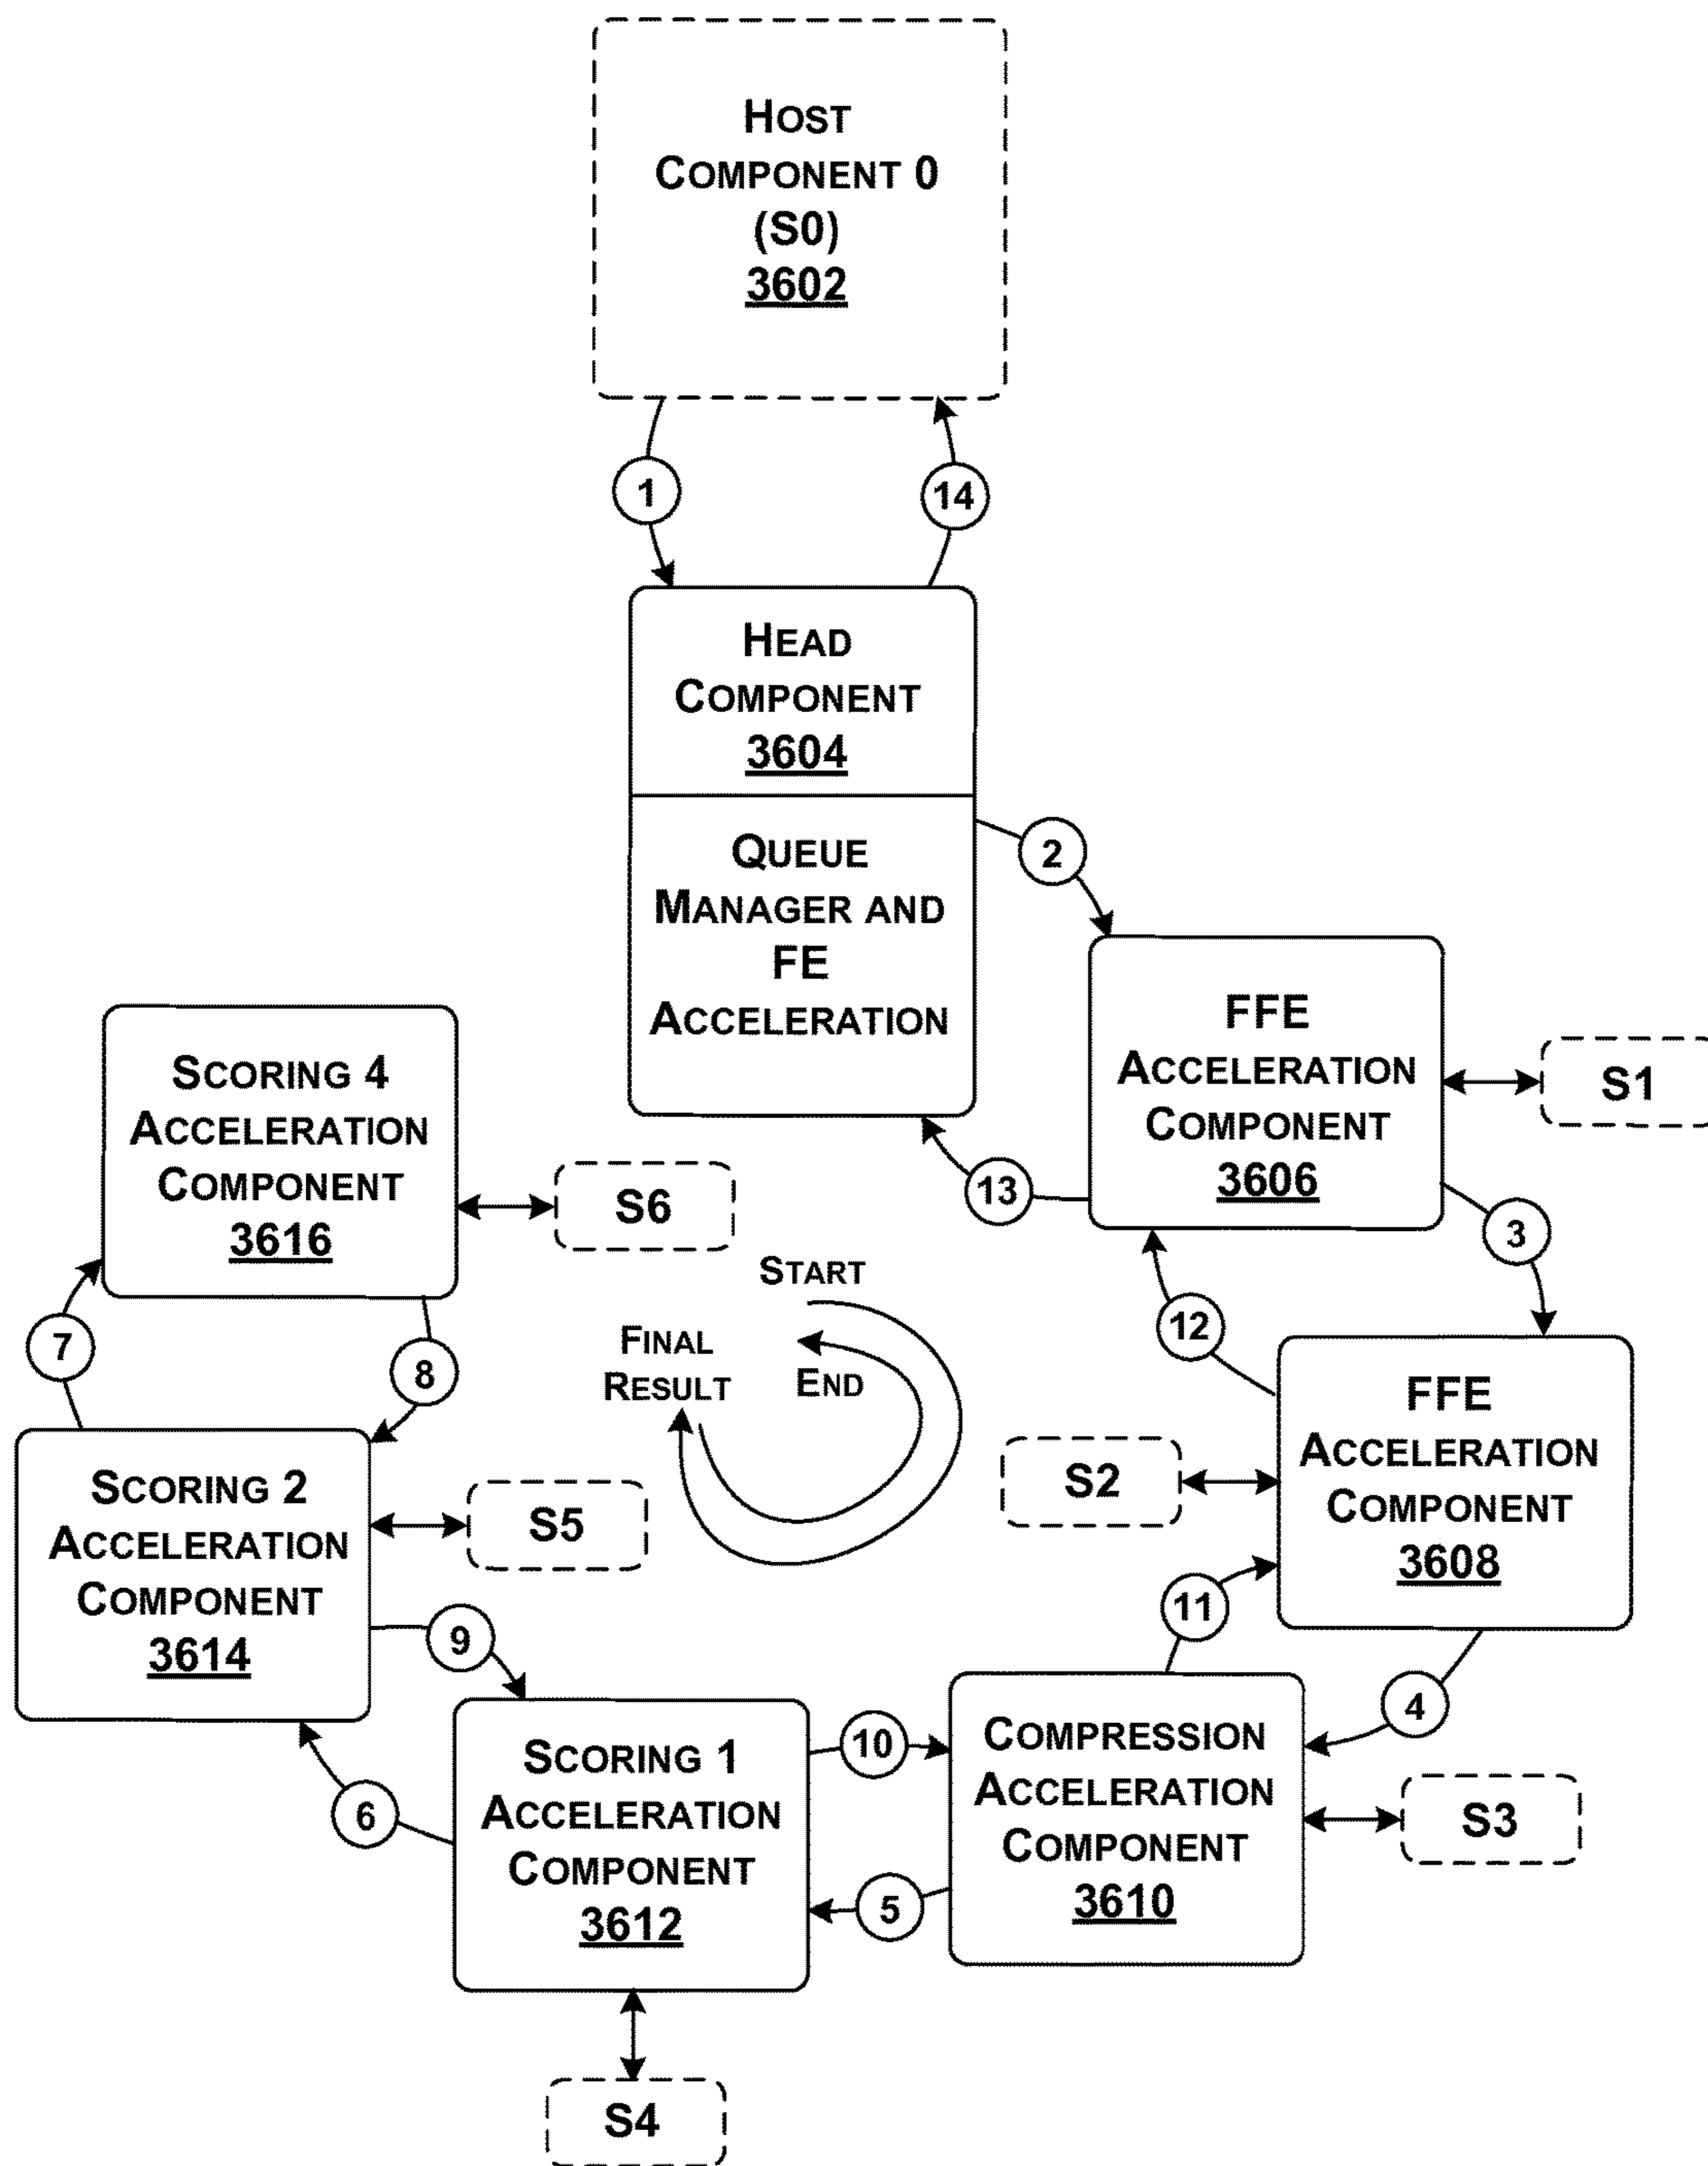 HOST
COMPONENT 0
(S0)
3602
1
14
HEAD
COMPONENT
3604
QUEUE
MANAGER AND
FE
ACCELERATION
2
FFE
ACCELERATION
COMPONENT
3606
S1
SCORING 4
ACCELERATION
COMPONENT
3616
S6
13
3
12
START
FINAL
RESULT
END
7
8
FFE
ACCELERATION
COMPONENT
3608
S2
SCORING 2
ACCELERATION
COMPONENT
3614
S5
11
9
4
6
SCORING 1
ACCELERATION
COMPONENT
3612
10
5
COMPRESSION
ACCELERATION
COMPONENT
3610
S3
S4